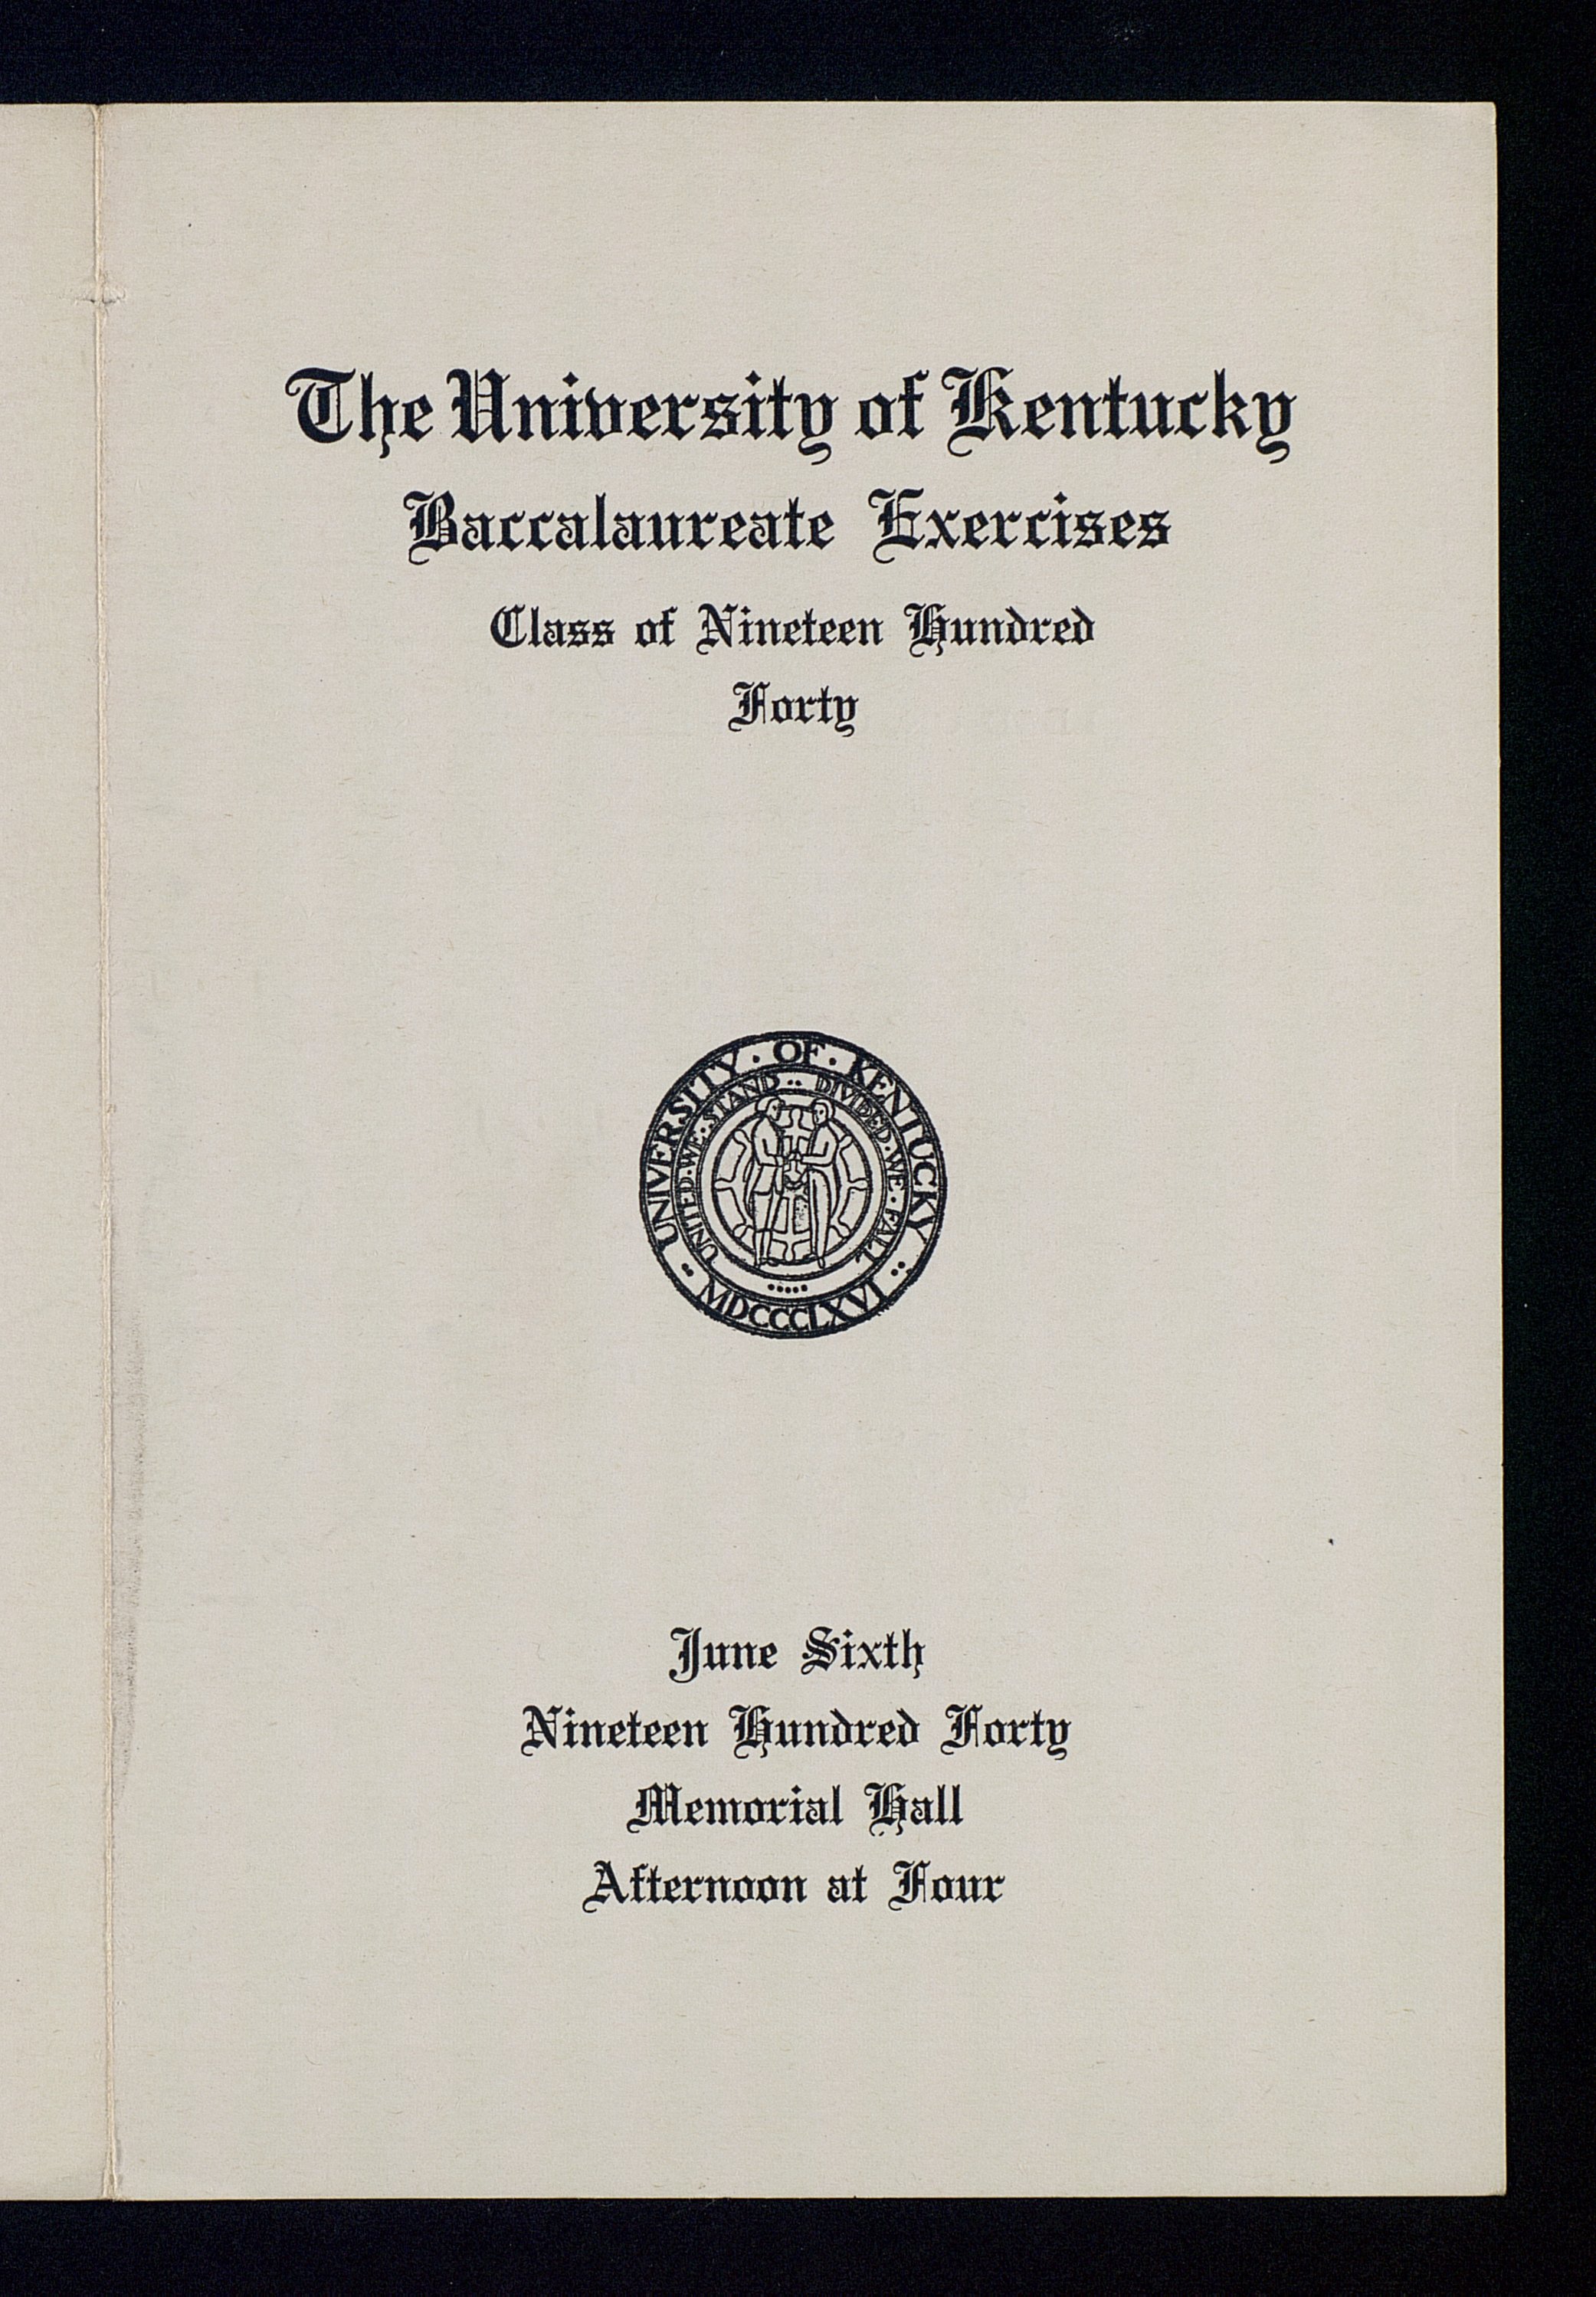 The University of Kentucky
Baccalaureate Exercises
Class of Nineteen Hundred
Forty
UNIVERSITY · OF · KENTUCKY
UNITED · WE · STAND ·· DIVIDED · WE · FALL
MDCCCLXVI
June Sixth
Nineteen Hundred Forty
Memorial Hall
Afternoon at Four